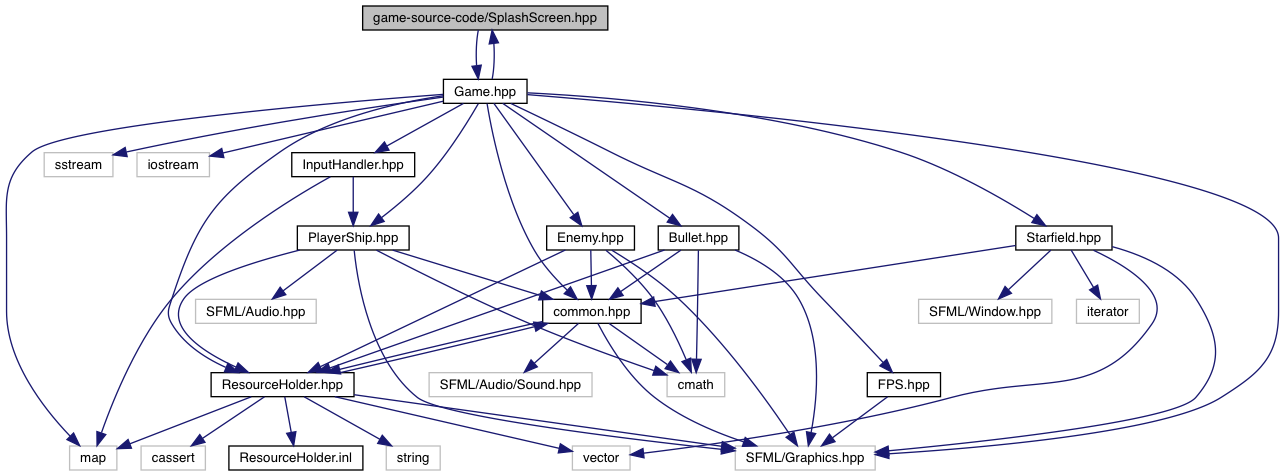 game-source-code/SplashScreen.hpp
Game.hpp
sstream
iostream
InputHandler.hpp
PlayerShip.hpp
Enemy.hpp
Bullet.hpp
Starfield.hpp
SFML/Audio.hpp
common.hpp
SFML/Window.hpp
iterator
ResourceHolder.hpp
SFML/Audio/Sound.hpp
cmath
FPS.hpp
map
cassert
ResourceHolder.inl
string
vector
SFML/Graphics.hpp